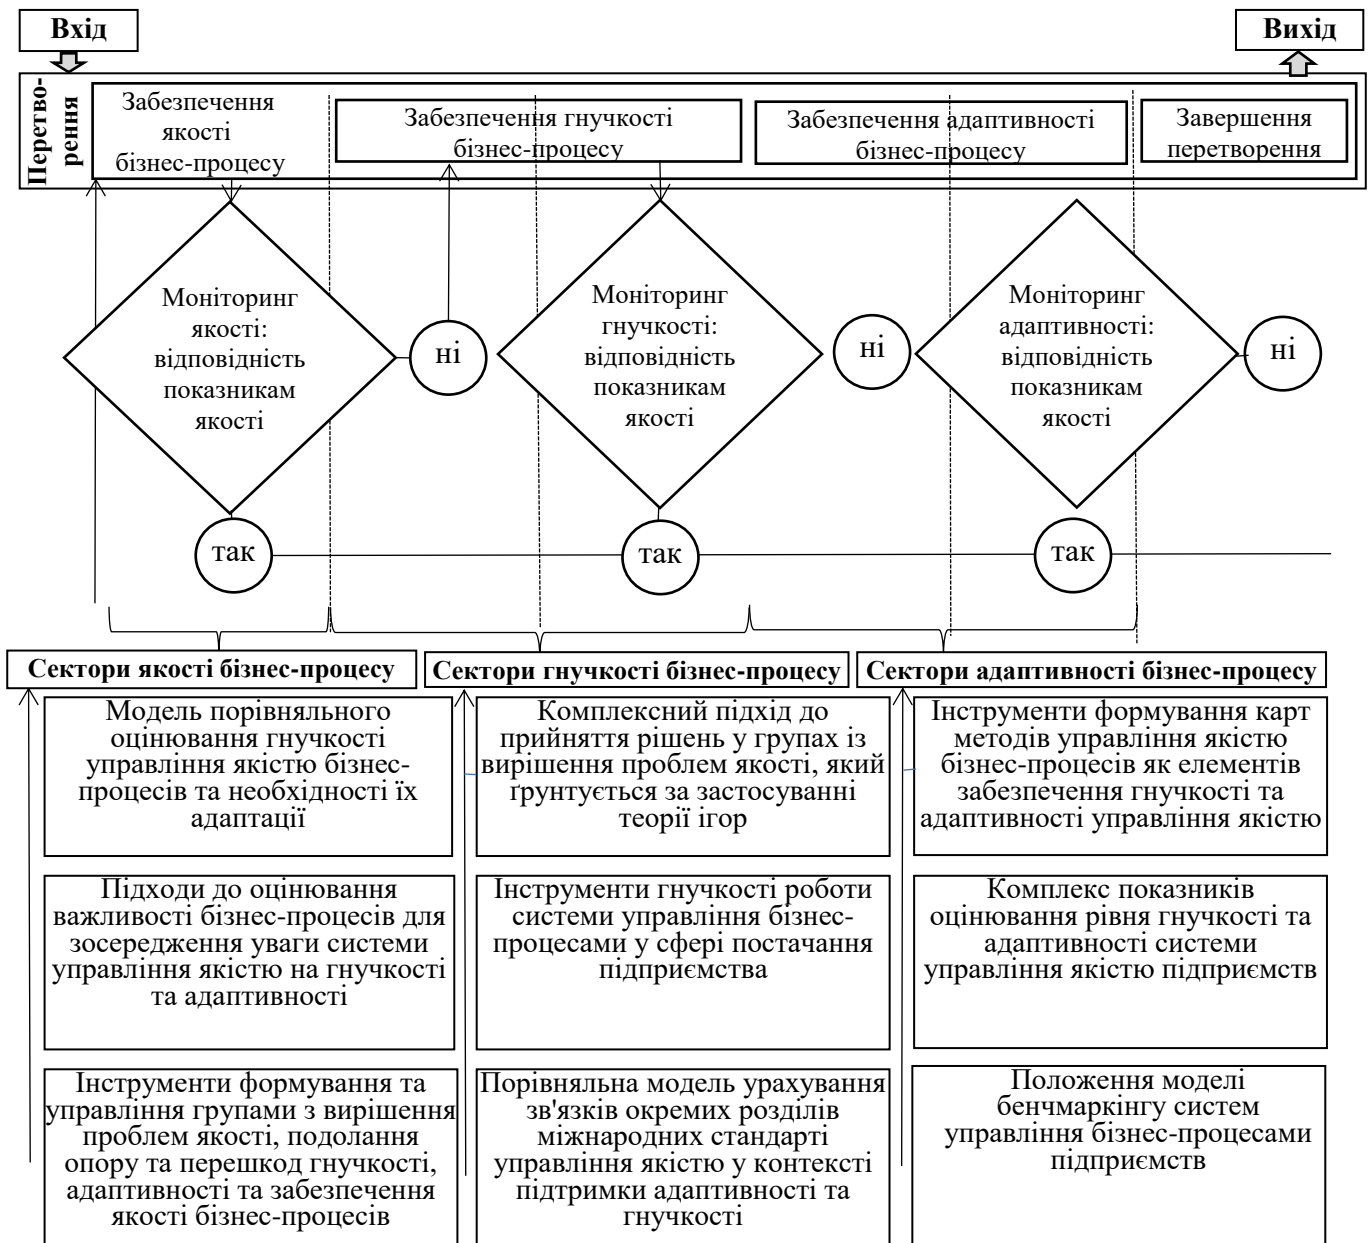 Вхід
Вихід
Перетво-
рення
Забезпечення
якості
бізнес-процесу
Забезпечення гнучкості
бізнес-процесу
Забезпечення адаптивності
бізнес-процесу
Завершення
перетворення
Моніторинг
якості:
відповідність
показникам
якості
ні
Моніторинг
гнучкості:
відповідність
показникам
якості
ні
Моніторинг
адаптивності:
відповідність
показникам
якості
ні
так
так
так
Сектори якості бізнес-процесу
Сектори гнучкості бізнес-процесу
Сектори адаптивності бізнес-процесу
Модель порівняльного
оцінювання гнучкості
управління якістю бізнес-
процесів та необхідності їх
адаптації
Комплексний підхід до
прийняття рішень у групах із
вирішення проблем якості, який
ґрунтується за застосуванні
теорії ігор
Інструменти формування карт
методів управління якістю
бізнес-процесів як елементів
забезпечення гнучкості та
адаптивності управління якістю
Підходи до оцінювання
важливості бізнес-процесів для
зосередження уваги системи
управління якістю на гнучкості
та адаптивності
Інструменти гнучкості роботи
системи управління бізнес-
процесами у сфері постачання
підприємства
Комплекс показників
оцінювання рівня гнучкості та
адаптивності системи
управління якістю підприємств
Інструменти формування та
управління групами з вирішення
проблем якості, подолання
опору та перешкод гнучкості,
адаптивності та забезпечення
якості бізнес-процесів
Порівняльна модель урахування
зв'язків окремих розділів
міжнародних стандарті
управління якістю у контексті
підтримки адаптивності та
гнучкості
Положення моделі
бенчмаркінгу систем
управління бізнес-процесами
підприємств